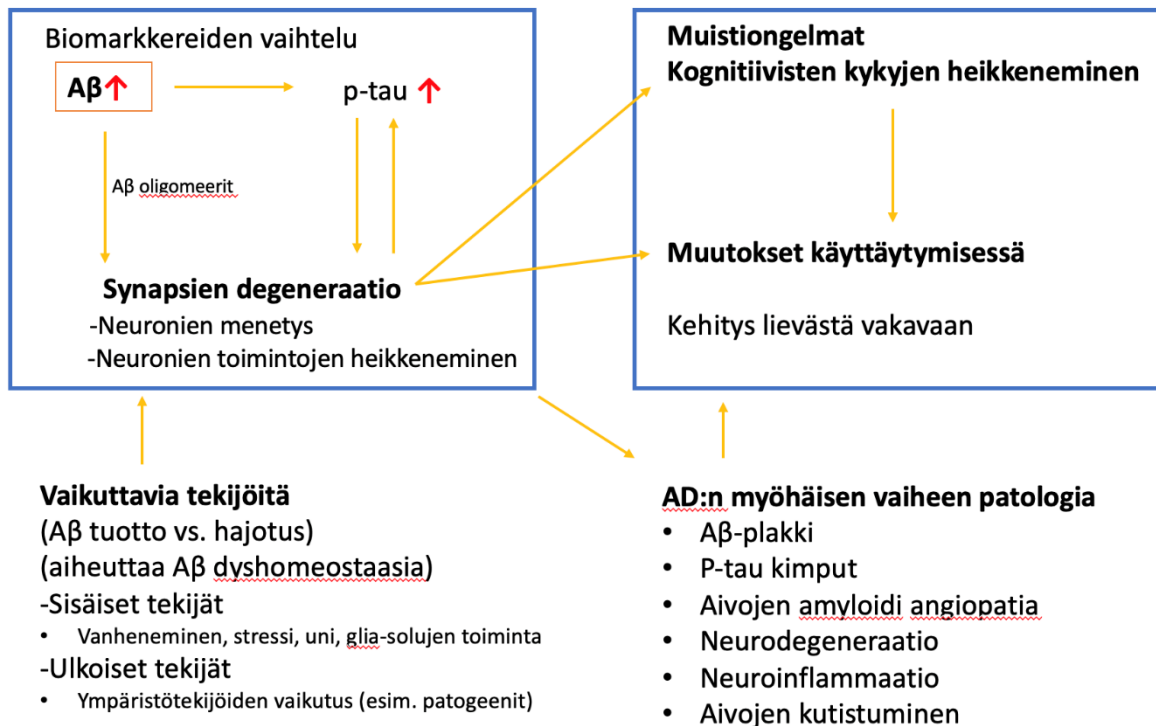 Biomarkkereiden vaihtelu
Aβ↑
p-tau ↑
Aβ oligomeerit
Synapsien degeneraatio
-Neuronien menetys
-Neuronien toimintojen heikkeneminen
Muistiongelmat
Kognitiivisten kykyjen heikkeneminen
Muutokset käyttäytymisessä
Kehitys lievästä vakavaan
Vaikuttavia tekijöitä
(Aβ tuotto vs. hajotus)
(aiheuttaa Aβ dyshomeostaasia)
-Sisäiset tekijät
• Vanheneminen, stressi, uni, glia-solujen toiminta
-Ulkoiset tekijät
• Ympäristötekijöiden vaikutus (esim. patogeenit)
AD:n myöhäisen vaiheen patologia
• Aβ-plakki
• P-tau kimput
• Aivojen amyloidi angiopatia
• Neurodegeneraatio
• Neuroinflammaatio
• Aivojen kutistuminen